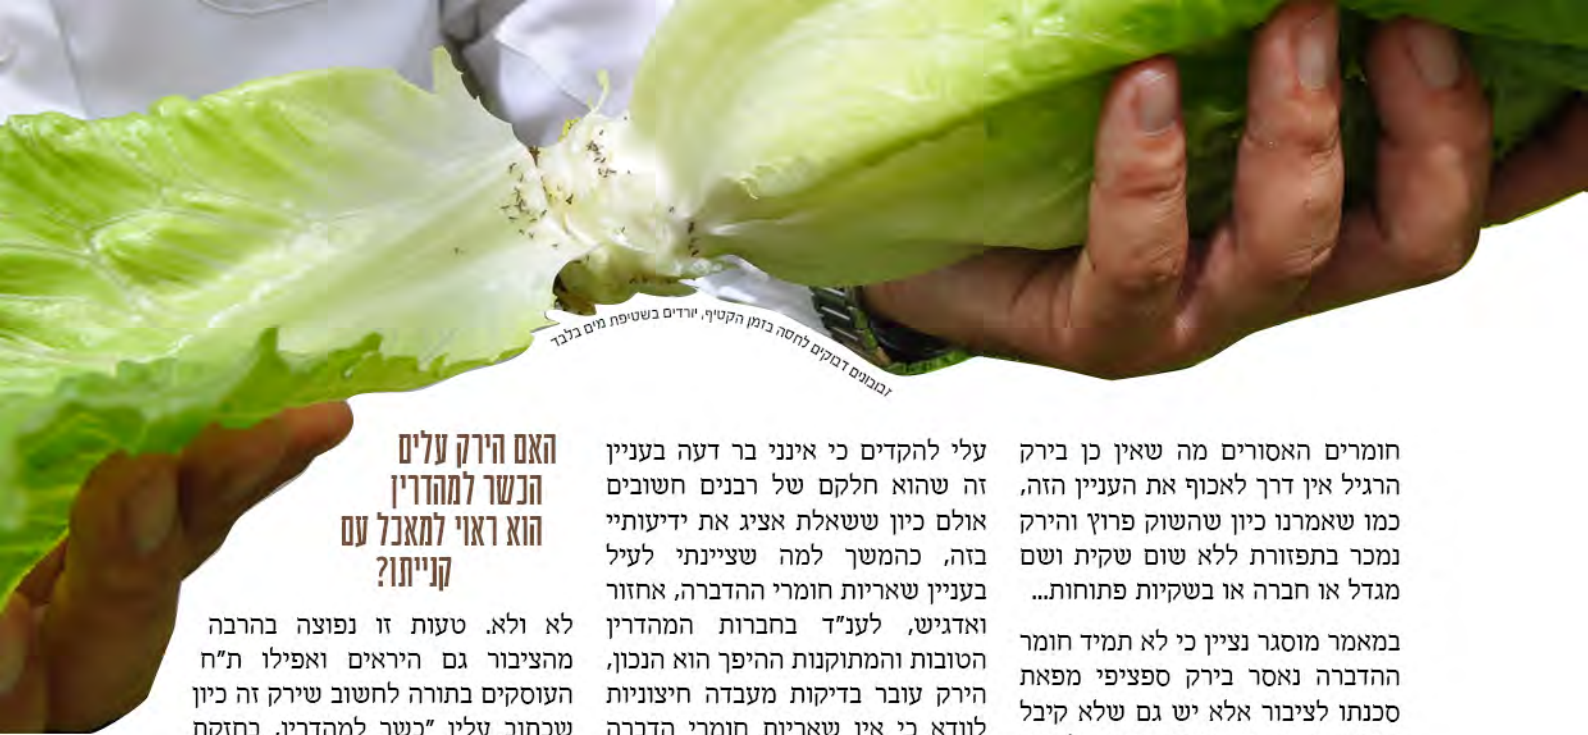 זבובונים דבוקים לחסה בזמן הקטיף, יורדים בשטיפת מים בלבד
חומרים האסורים מה שאין כן בירק
הרגיל אין דרך לאכוף את העניין הזה,
כמו שאמרנו כיון שהשוק פרוץ והירק
נמכר בתפזורת ללא שום שקית ושם
מגדל או חברה או בשקיות פתוחות...
במאמר מוסגר נציין כי לא תמיד חומר
ההדברה נאסר בירק ספציפי מפאת
סכנתו לציבור אלא יש גם שלא קיבל
עלי להקדים כי אינני בר דעה בעניין
זה שהוא חלקם של רבנים חשובים
אולם כיון ששאלת אציג את ידיעותיי
בזה, כהמשך למה שציינתי לעיל
בעניין שאריות חומרי ההדברה, אחזור
ואדגיש, לענ"ד בחברות המהדרין
הטובות והמתוקנות ההיפך הוא הנכון,
הירק עובר בדיקות מעבדה חיצוניות
לוודא כי אין שאריות חומרי הדברה
האם הירק עלים
הכשר למהדרין
הוא ראוי למאכל עם
קנייתו?
לא ולא. טעות זו נפוצה בהרבה
מהציבור גם היראים ואפילו ת"ח
העוסקים בתורה לחשוב שירק זה כיון
שכתוב עליו "כשר למהדרין, בחזקת